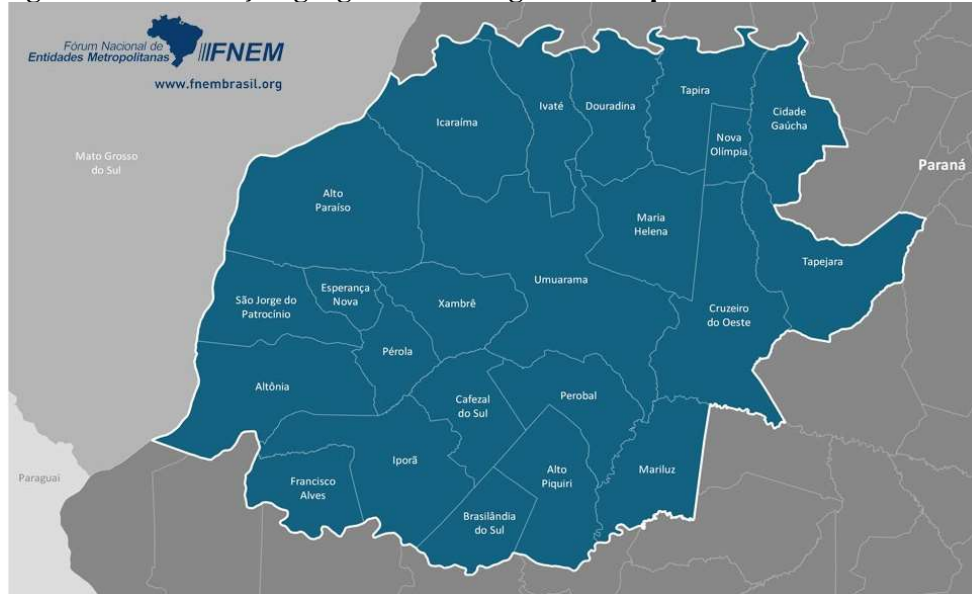 Fórum Nacional de
Entidades Metropolitanas
FNEM
www.fnembrasil.org
Mato Grosso
do Sul
Paraná
Paraguai
Icaraíma
Ivaté
Douradina
Tapira
Cidade
Gaúcha
Nova
Olímpia
Alto
Paraíso
Maria
Helena
Tapejara
Umuarama
São Jorge do
Patrocínio
Esperança
Nova
Xambrê
Cruzeiro
do Oeste
Pérola
Altônia
Cafezal
do Sul
Perobal
Iporã
Francisco
Alves
Alto
Piquiri
Mariluz
Brasilândia
do Sul